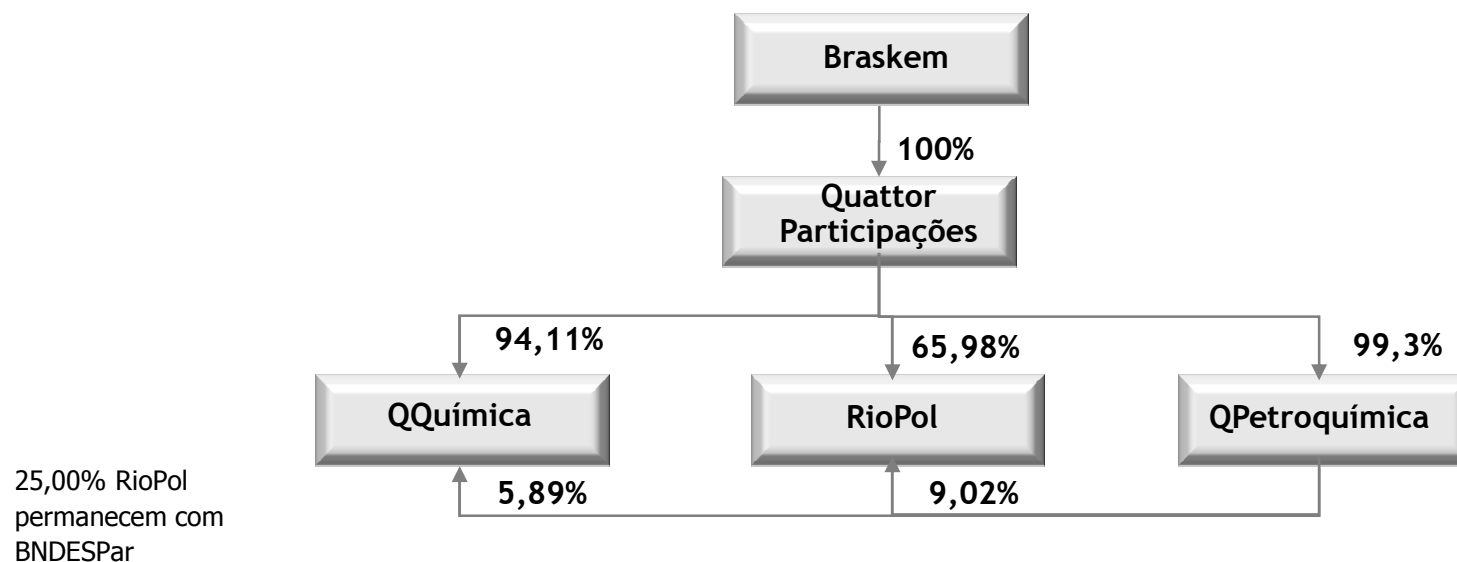 Braskem
100%
Quattor
Participações
94,11%
65,98%
99,3%
QQuímica
RioPol
QPetroquímica
5,89%
9,02%
25,00% RioPol
permanecem com
BNDESPar